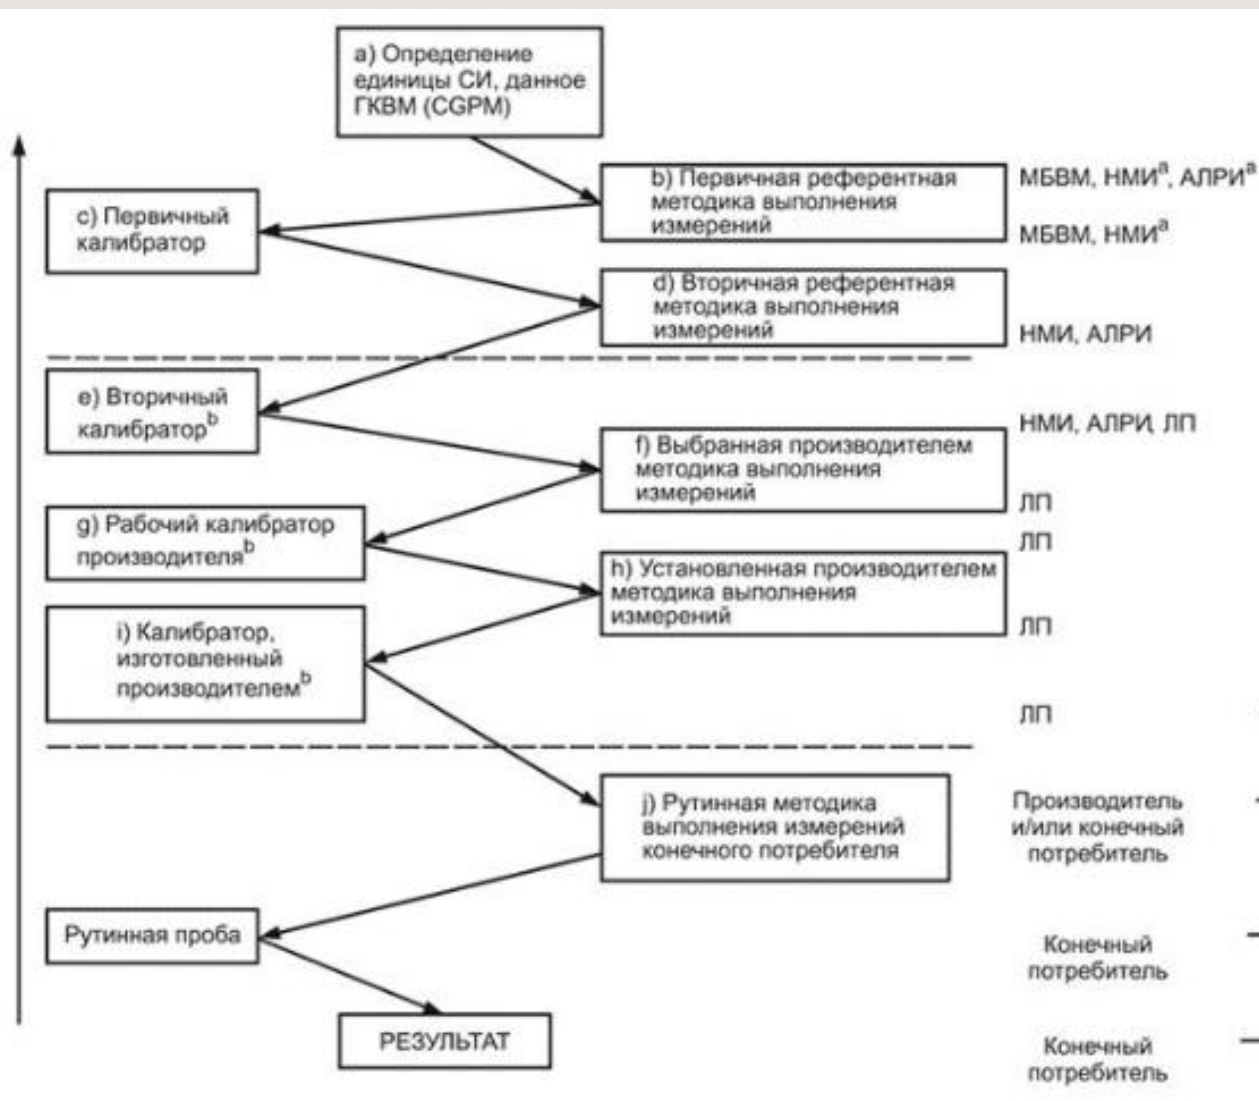 a) Определение
единицы СИ, данное
ГКВМ (CGPM)
b) Первичная референтная
методика выполнения
измерений
МБВМ, НМИᵃ, АЛРИᵃ
c) Первичный
калибратор
МБВМ, НМИᵃ
d) Вторичная референтная
методика выполнения
измерений
НМИ, АЛРИ
e) Вторичный
калибраторᵇ
НМИ, АЛРИ, ЛП
f) Выбранная производителем
методика выполнения
измерений
ЛП
g) Рабочий калибратор
производителяᵇ
ЛП
h) Установленная производителем
методика выполнения
измерений
ЛП
i) Калибратор,
изготовленный
производителемᵇ
ЛП
j) Рутинная методика
выполнения измерений
конечного потребителя
Производитель
и/или конечный
потребитель
Рутинная проба
Конечный
потребитель
РЕЗУЛЬТАТ
Конечный
потребитель